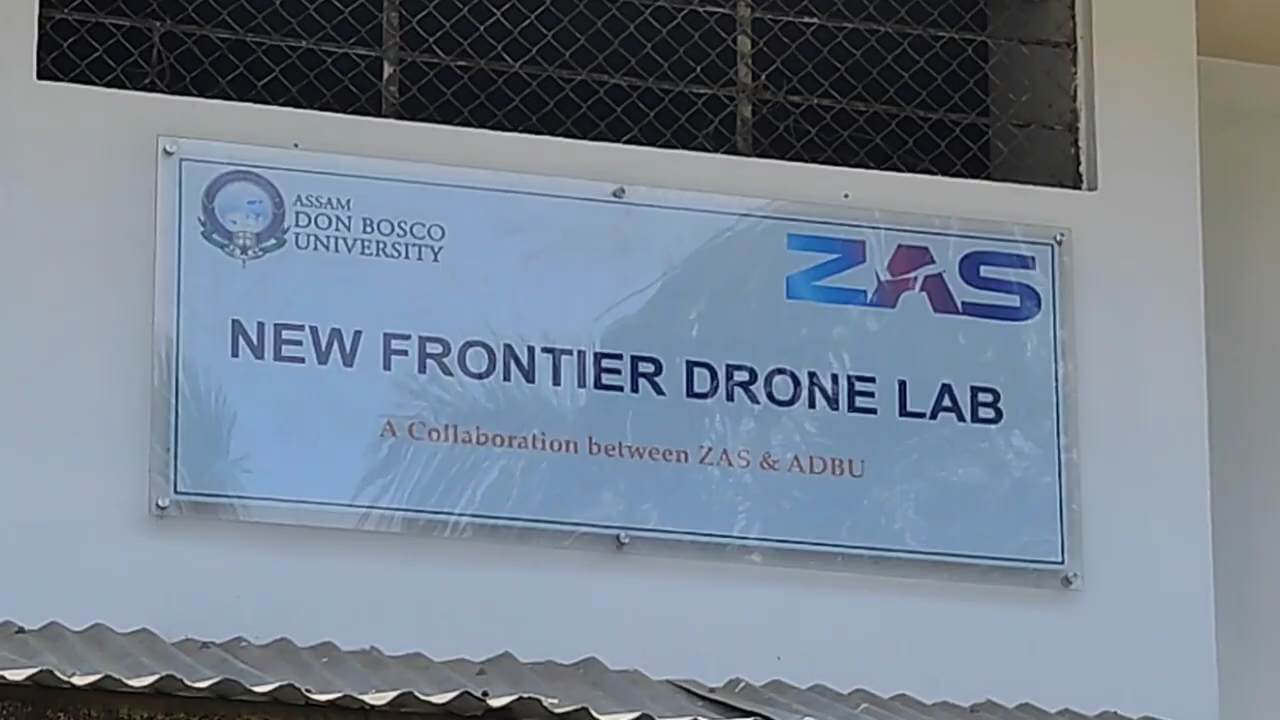 ASSAM
DON BOSCO
UNIVERSITY
ZAS
NEW FRONTIER DRONE LAB
A Collaboration between ZAS & ADBU